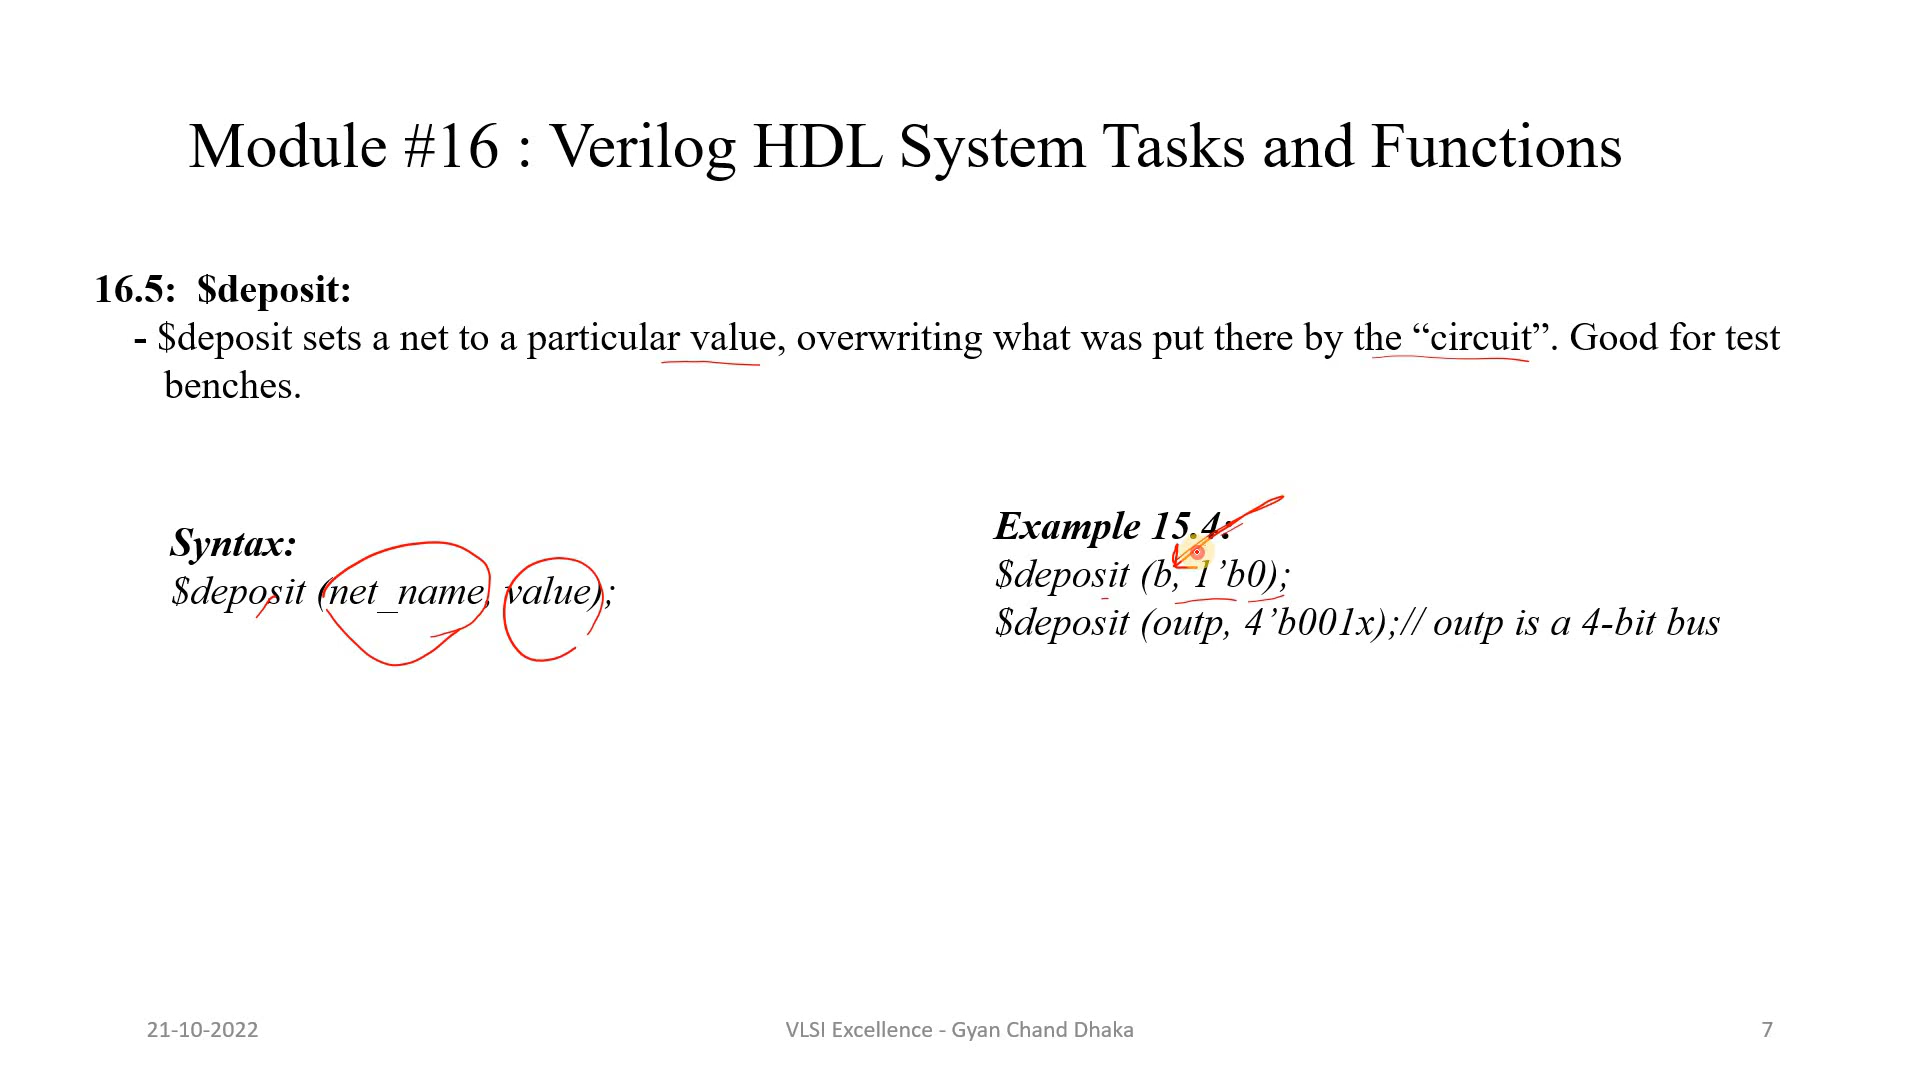 Module #16 : Verilog HDL System Tasks and Functions
16.5: $deposit:
- $deposit sets a net to a particular value, overwriting what was put there by the “circuit”. Good for test
benches.
Syntax:
$deposit (net_name, value);
Example 15.4:
$deposit (b, 1’b0);
$deposit (outp, 4’b001x);// outp is a 4-bit bus
21-10-2022
VLSI Excellence - Gyan Chand Dhaka
7